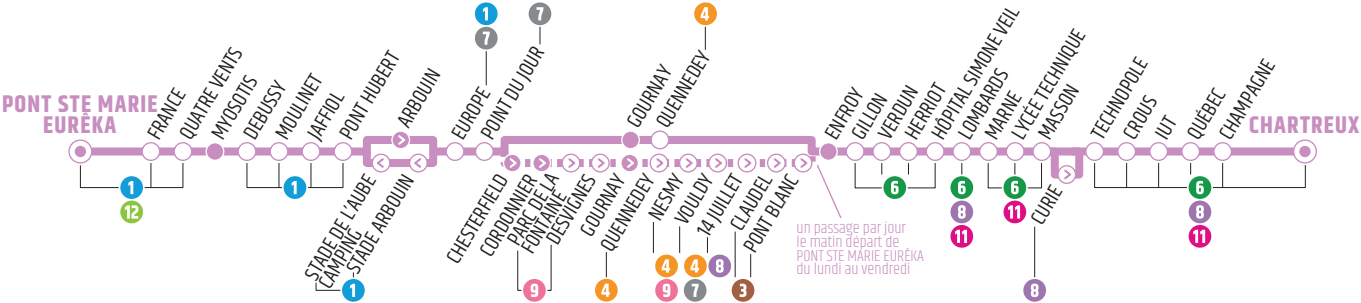 PONT STE MARIE
EURÊKA
1
12
FRANCE
QUATRE VENTS
MYOSOTIS
DEBUSSY
MOULINET
JAFFIOL
PONT HUBERT
1
ARBOUIN
STADE DE L'AUBE
CAMPING
STADE ARBOUIN
1
1
7
EUROPE
7
POINT DU JOUR
GOURNAY
4
QUENNEDEY
CHESTERFIELD
CORDONNIER
PARC DE LA
FONTAINE
9
DESVIGNES
GOURNAY
QUENNEDEY
4
NESMY
4
9
VOULDY
4
7
14 JUILLET
8
CLAUDEL
PONT BLANC
3
un passage par jour
le matin départ de
PONT STE MARIE EURÊKA
du lundi au vendredi
ENFROY
GILLON
VERDUN
HERRIOT
6
HÔPITAL SIMONE VEIL
LOMBARDS
6
8
11
MARNE
LYCÉE TECHNIQUE
MASSON
6
11
CURIE
8
TECHNOPOLE
CROUS
IUT
QUÉBEC
CHAMPAGNE
6
8
11
CHARTREUX